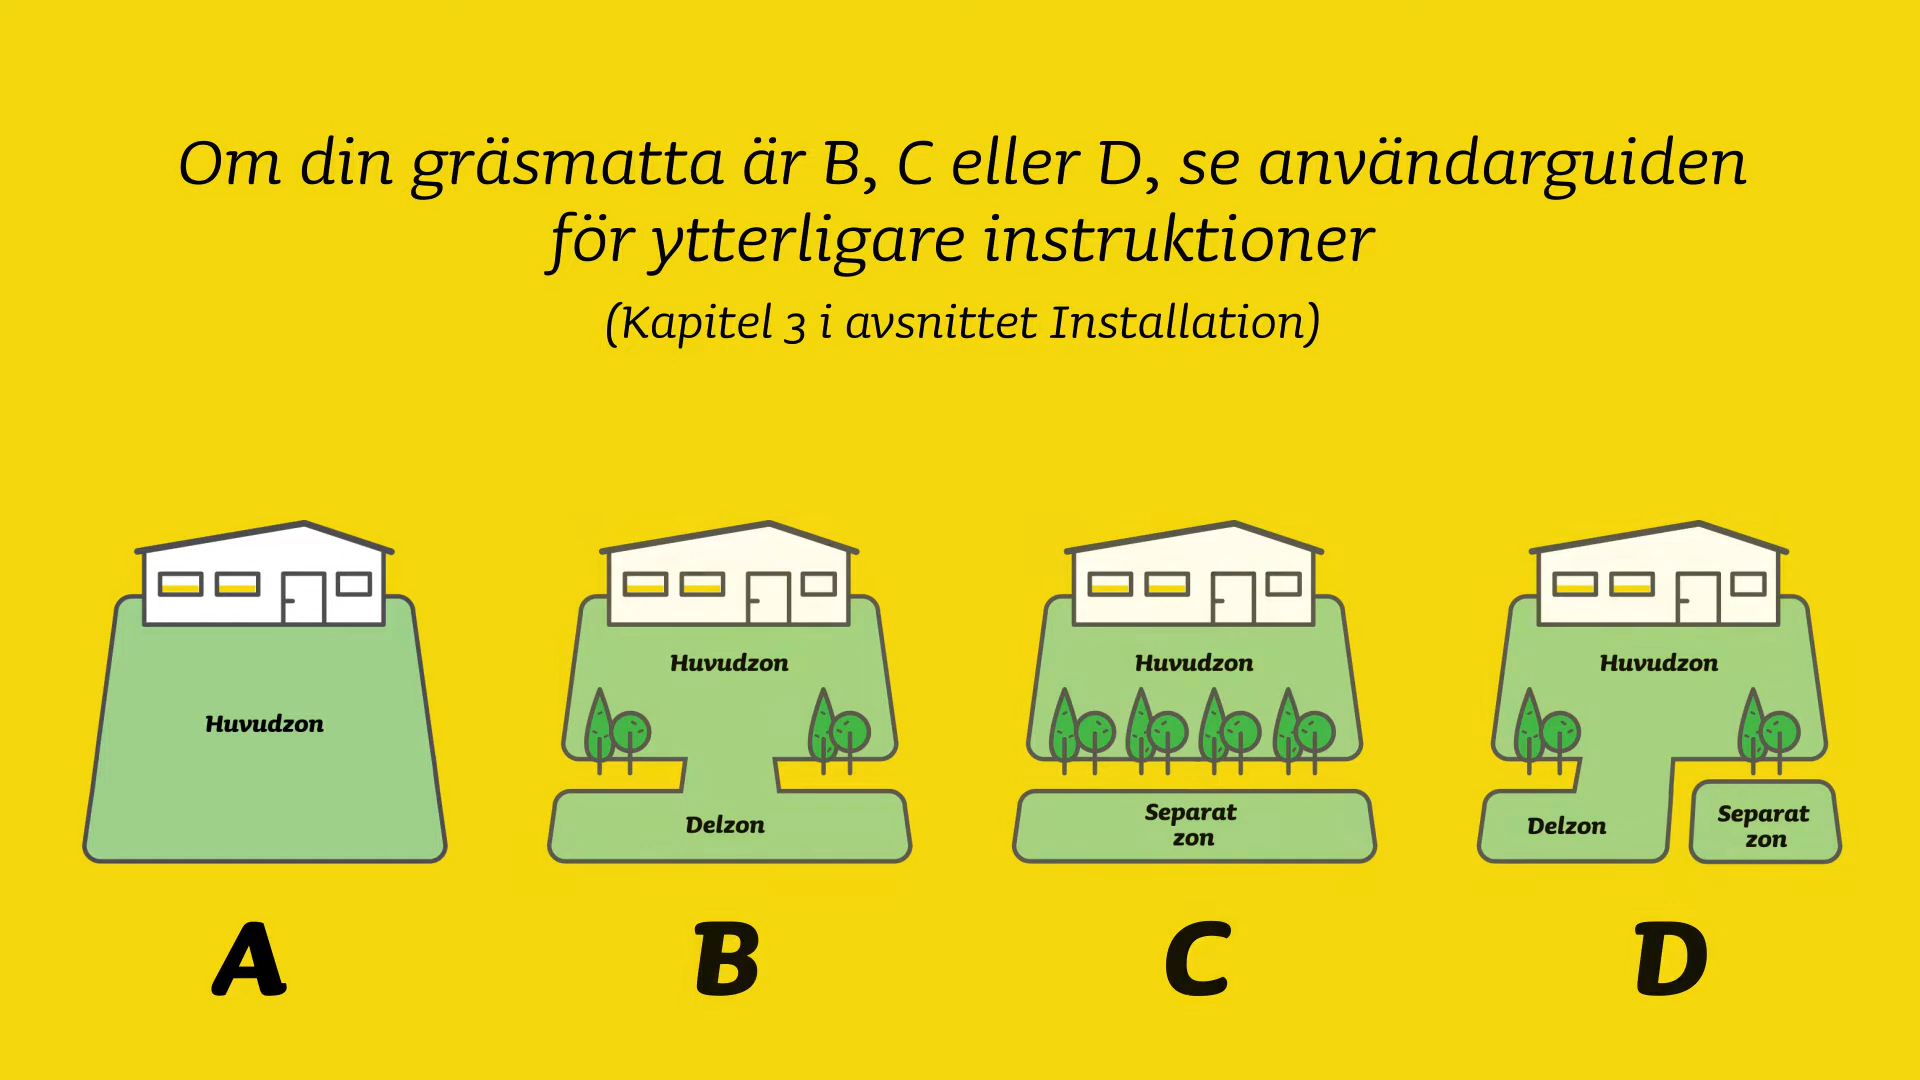 Om din gräsmatta är B, C eller D, se användarguiden
för ytterligare instruktioner
(Kapitel 3 i avsnittet Installation)
Huvudzon
A
Huvudzon
Delzon
B
Huvudzon
Separat
zon
C
Huvudzon
Delzon
Separat
zon
D